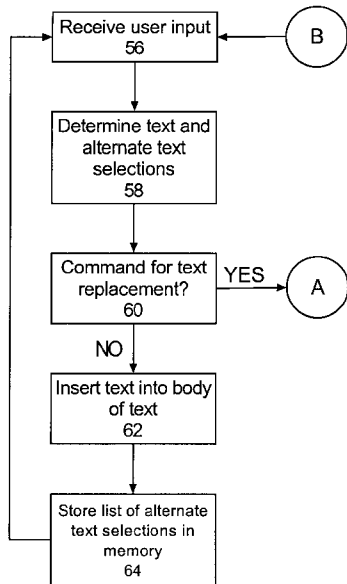 Receive user input
56
B
Determine text and
alternate text
selections
58
Command for text
replacement?
60
YES
A
NO
Insert text into body
of text
62
Store list of alternate
text selections in
memory
64